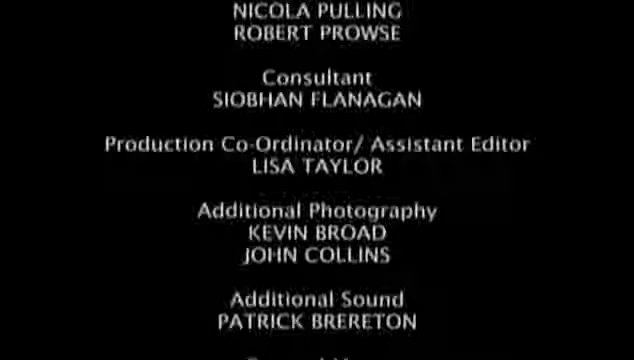 NICOLA PULLING
ROBERT PROWSE
Consultant
SIOBHAN FLANAGAN
Production Co-Ordinator/ Assistant Editor
LISA TAYLOR
Additional Photography
KEVIN BROAD
JOHN COLLINS
Additional Sound
PATRICK BRERETON